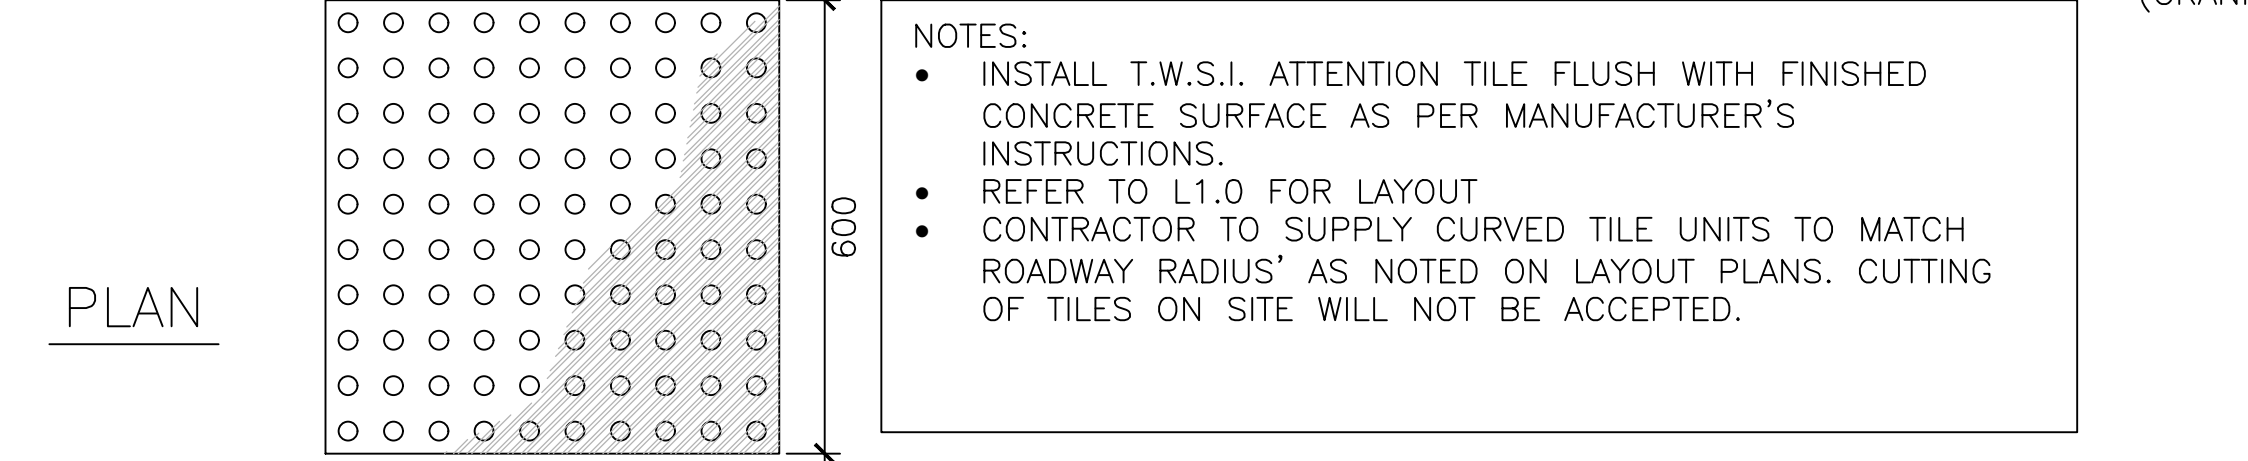 NOTES:
• INSTALL T.W.S.I. ATTENTION TILE FLUSH WITH FINISHED
CONCRETE SURFACE AS PER MANUFACTURER'S
INSTRUCTIONS.
• REFER TO L1.0 FOR LAYOUT
• CONTRACTOR TO SUPPLY CURVED TILE UNITS TO MATCH
ROADWAY RADIUS' AS NOTED ON LAYOUT PLANS. CUTTING
OF TILES ON SITE WILL NOT BE ACCEPTED.
600
PLAN